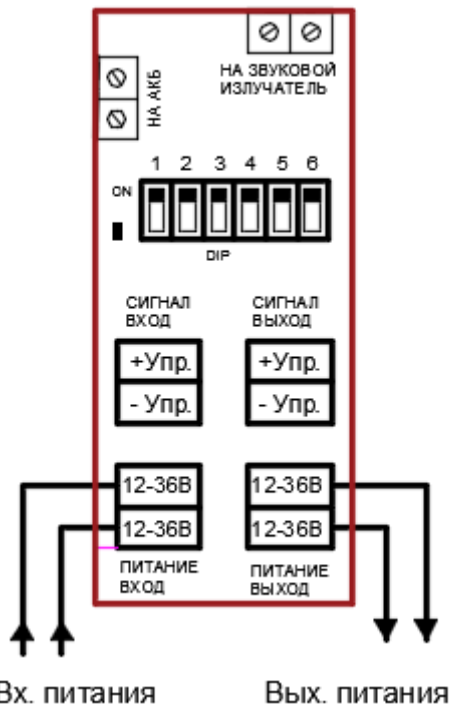 НА ЗВУКОВОЙ
ИЗЛУЧАТЕЛЬ
НА АКБ
1 2 3 4 5 6
ON
DIP
СИГНАЛ
ВХОД
СИГНАЛ
ВЫХОД
+Упр.
+Упр.
- Упр.
- Упр.
12-36В
12-36В
12-36В
12-36В
ПИТАНИЕ
ВХОД
ПИТАНИЕ
ВЫХОД
Вх. питания
Вых. питания